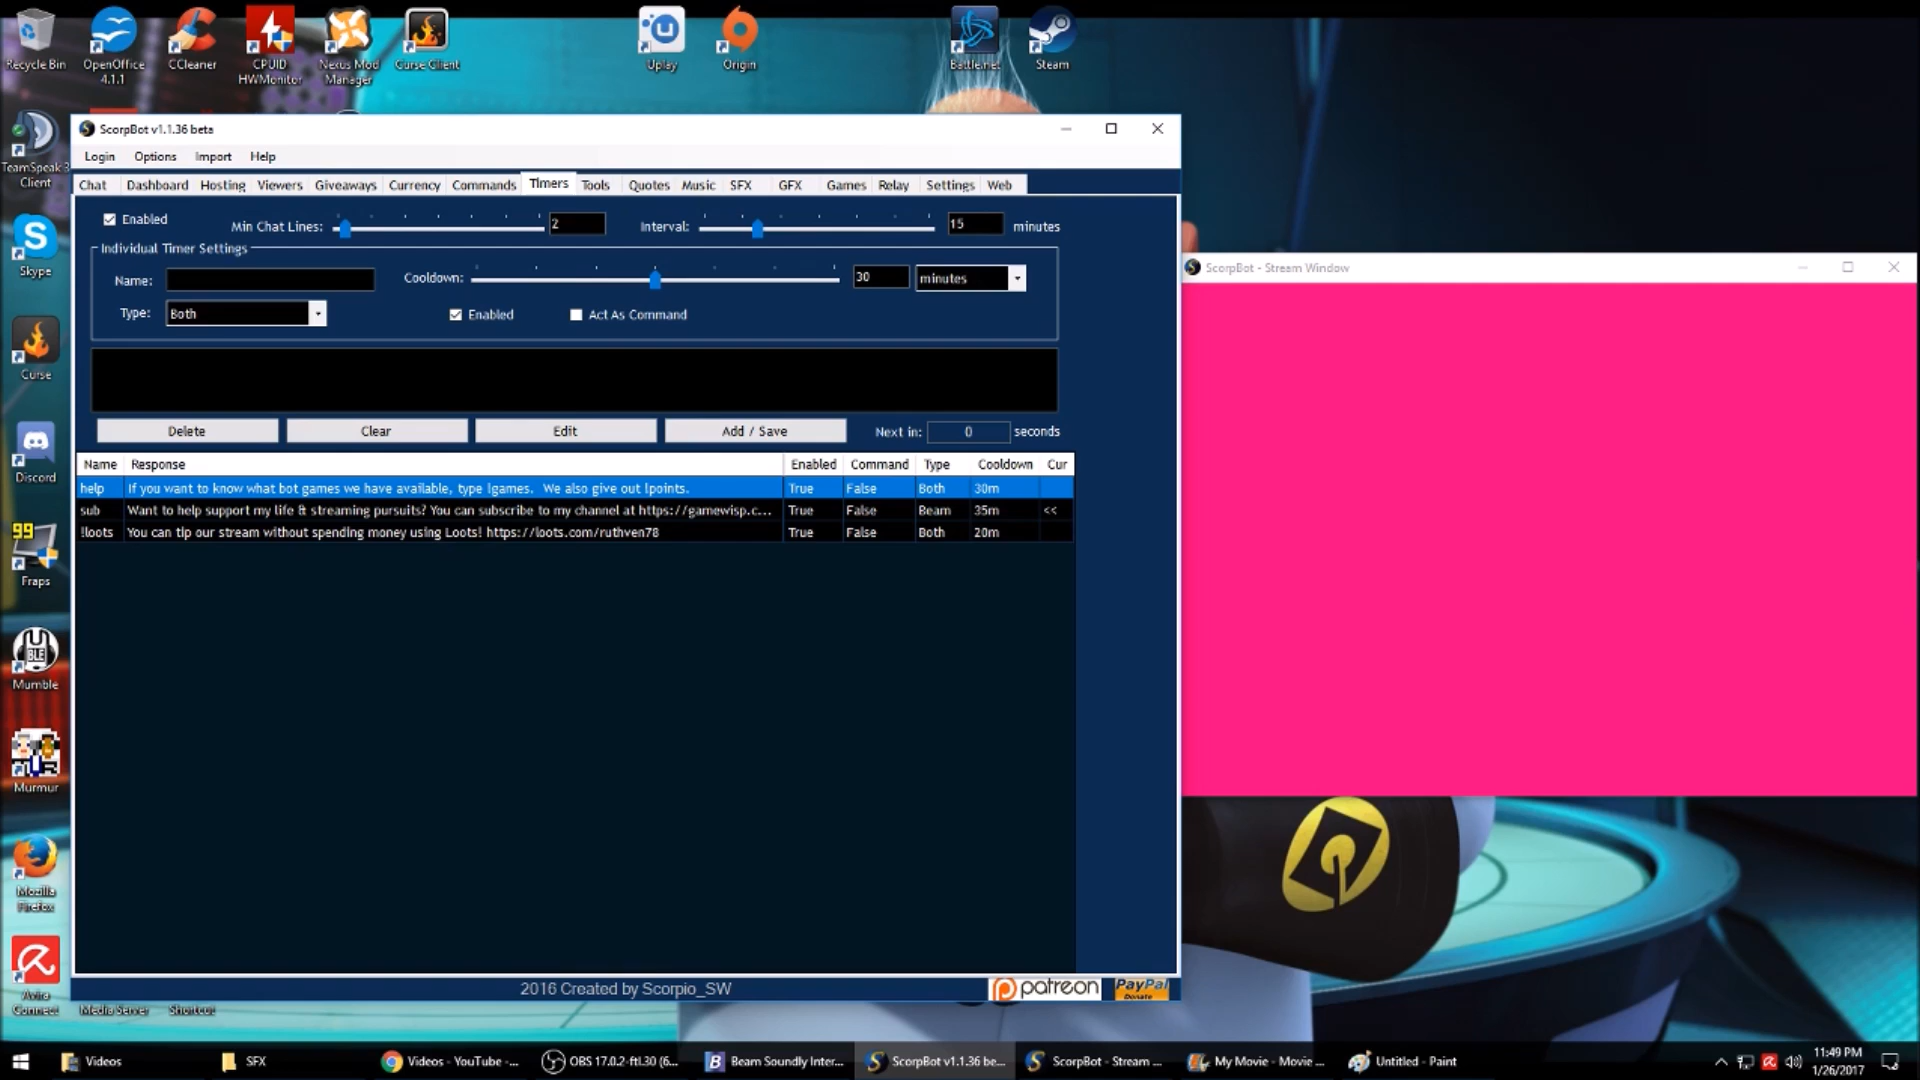 Recycle Bin
OpenOffice 4.1.1
CCleaner
CPUID HWMonitor
Nexus Mod Manager
Curse Client
Uplay
Origin
Battle.net
Steam
TeamSpeak 3 Client
Skype
Curse
Discord
99
Fraps
Mumble
Murmur
Mozilla Firefox
Avira Connect
Media Server
Shortcut
ScorpBot v1.1.36 beta
Login Options Import Help
Chat Dashboard Hosting Viewers Giveaways Currency Commands Timers Tools Quotes Music SFX GFX Games Relay Settings Web
Enabled Min Chat Lines: 2 Interval: 15 minutes
Individual Timer Settings
Name: Cooldown: 30 minutes
Type: Both Enabled Act As Command
Delete Clear Edit Add / Save Next in: 0 seconds
Name Response Enabled Command Type Cooldown Cur
help If you want to know what bot games we have available, type !games. We also give out !points. True False Both 30m
sub Want to help support my life & streaming pursuits? You can subscribe to my channel at https://gamewisp.c... True False Beam 35m <<
!loots You can tip our stream without spending money using Loots! https://loots.com/ruthven78 True False Both 20m
2016 Created by Scorpio_SW
patreon
PayPal
Donate
ScorpBot - Stream Window
Videos
SFX
Videos - YouTube -...
OBS 17.0.2-ftl.30 (6...
Beam Soundly Inter...
ScorpBot v1.1.36 be...
ScorpBot - Stream ...
My Movie - Movie ...
Untitled - Paint
11:49 PM
1/26/2017